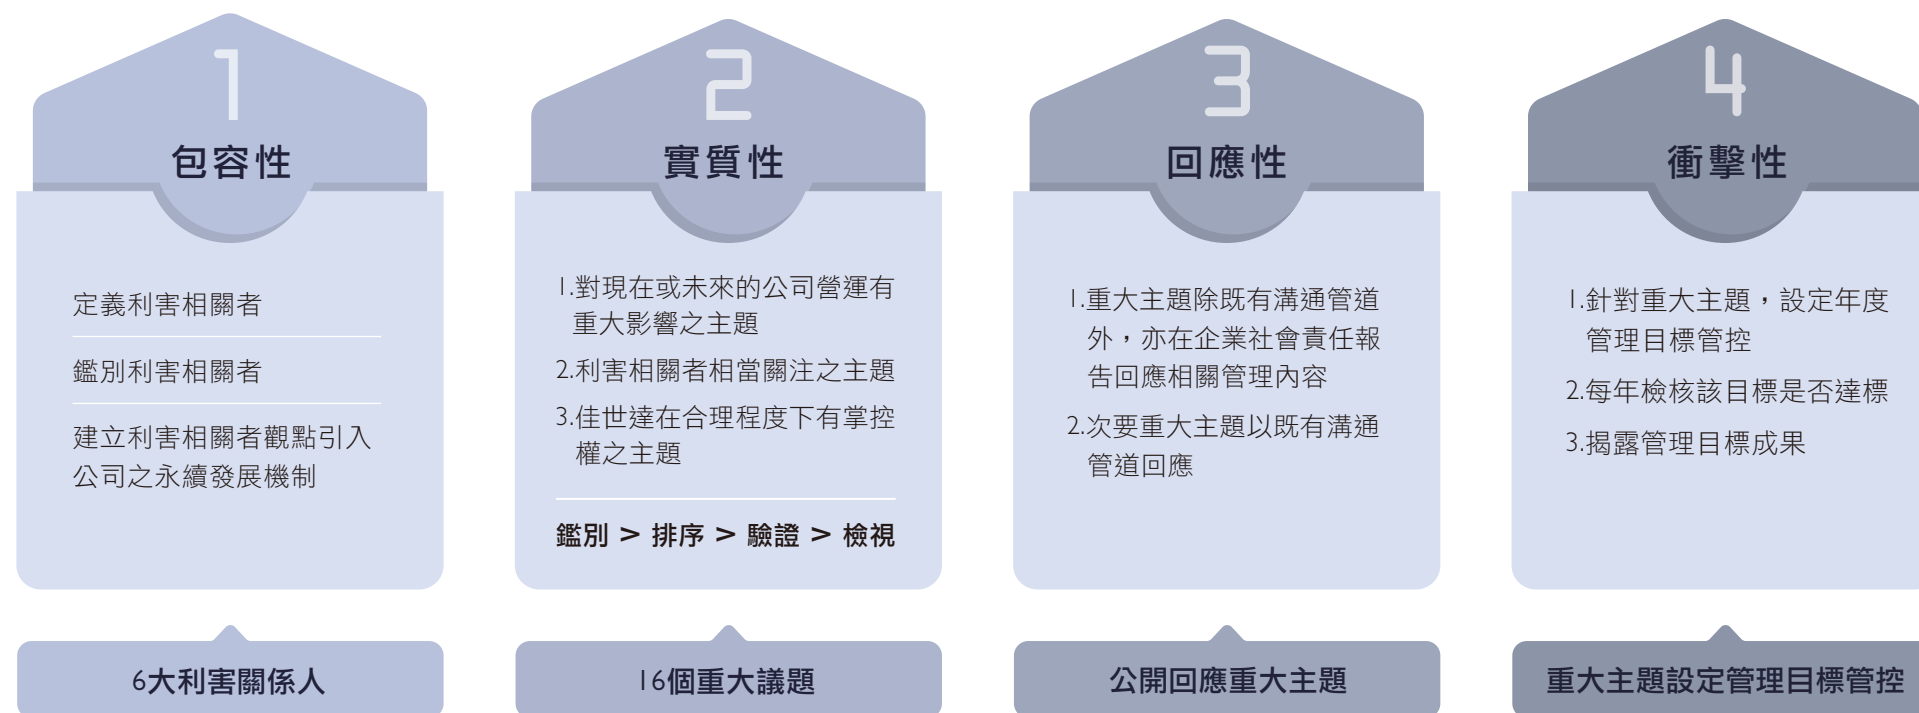 1
包容性
定義利害相關者
鑑別利害相關者
建立利害相關者觀點引入
公司之永續發展機制
6大利害關係人
2
實質性
1.對現在或未來的公司營運有
重大影響之主題
2.利害相關者相當關注之主題
3.佳世達在合理程度下有掌控
權之主題
鑑別 > 排序 > 驗證 > 檢視
16個重大議題
3
回應性
1.重大主題除既有溝通管道
外，亦在企業社會責任報
告回應相關管理內容
2.次要重大主題以既有溝通
管道回應
公開回應重大主題
4
衝擊性
1.針對重大主題，設定年度
管理目標管控
2.每年檢核該目標是否達標
3.揭露管理目標成果
重大主題設定管理目標管控